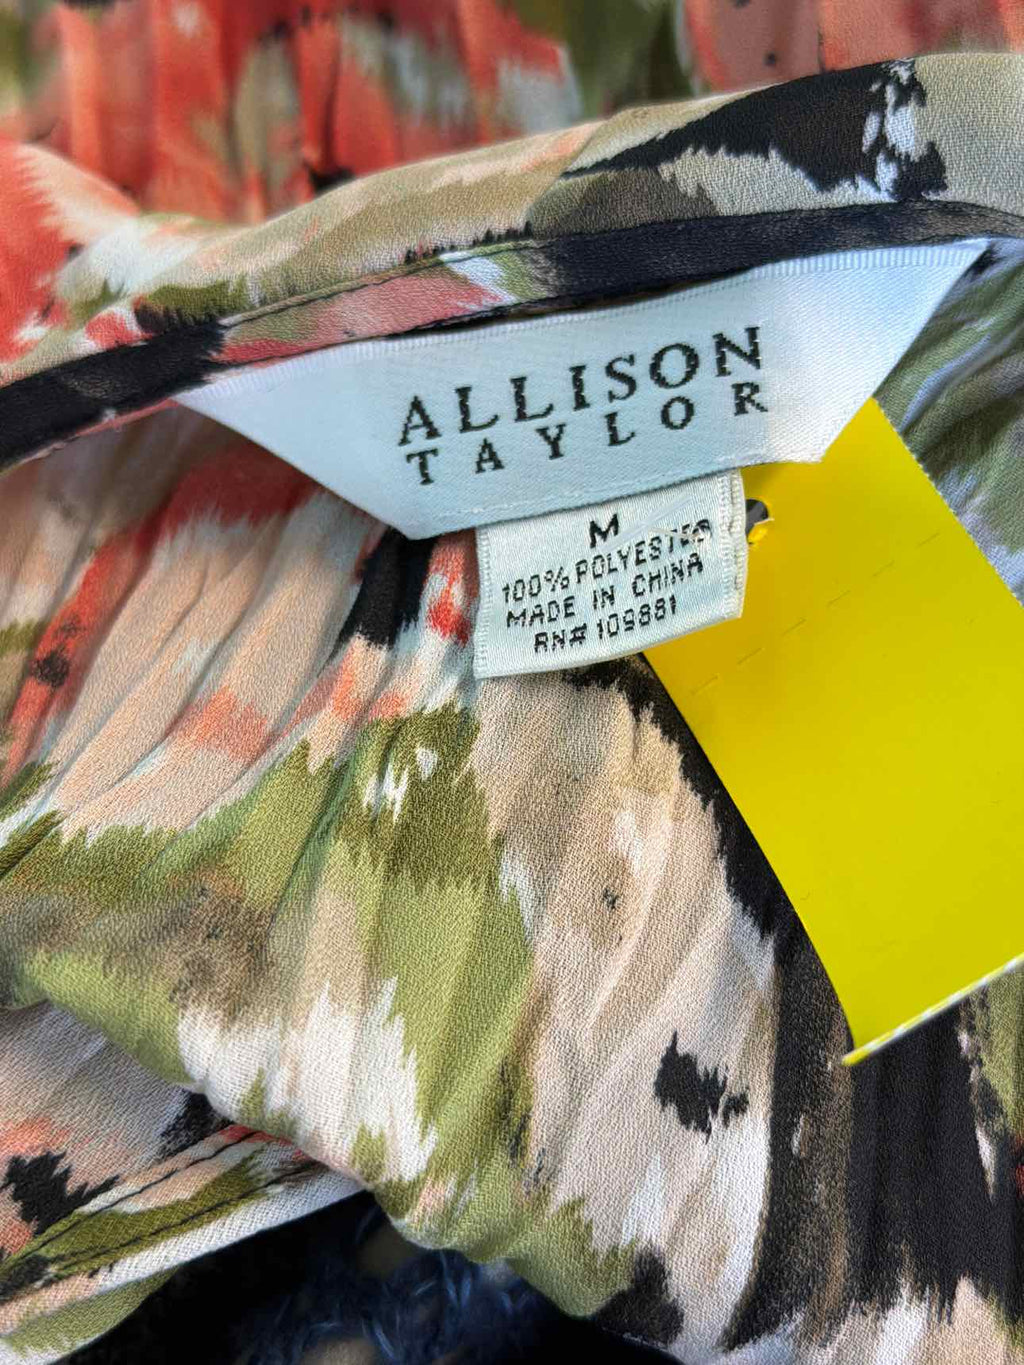 ALLISON
TAYLOR
M
100% POLYESTER
MADE IN CHINA
RN# 109881